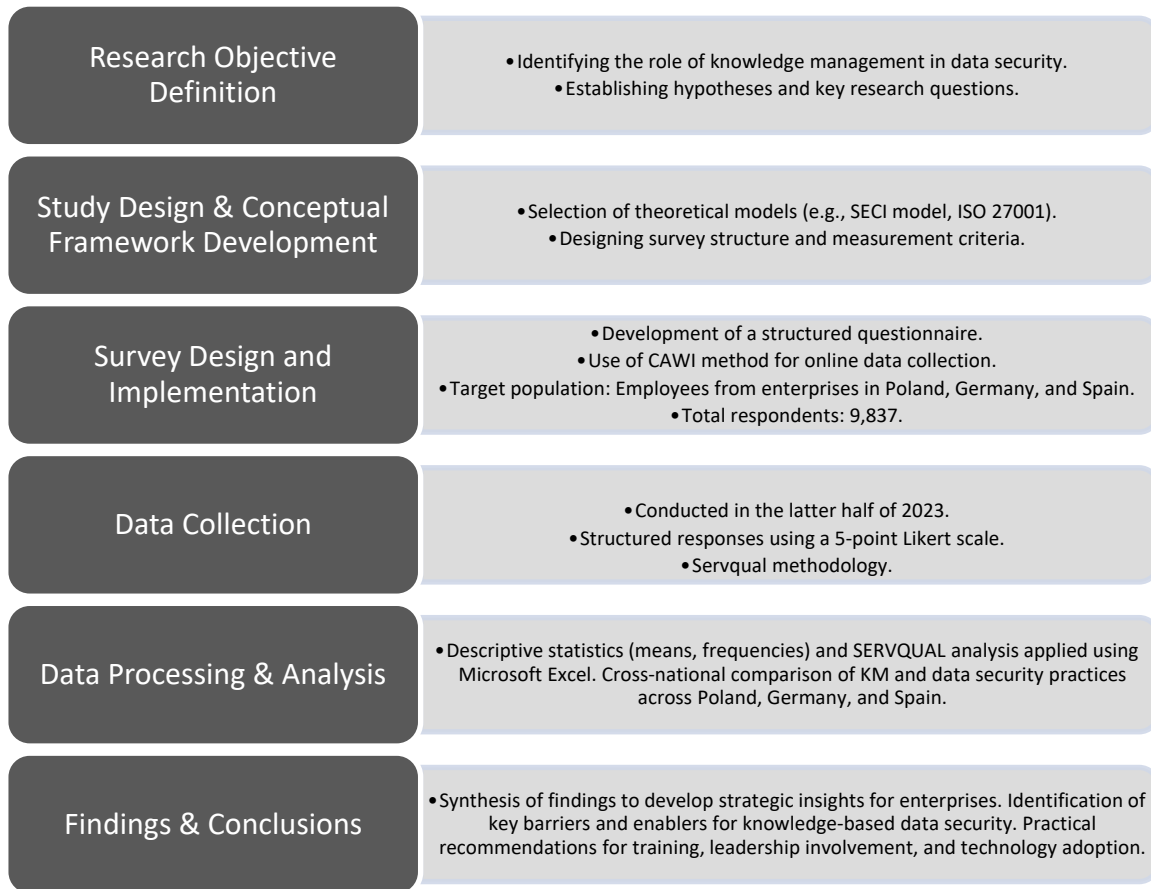 Research Objective
Definition
•Identifying the role of knowledge management in data security.
•Establishing hypotheses and key research questions.
Study Design & Conceptual
Framework Development
•Selection of theoretical models (e.g., SECI model, ISO 27001).
•Designing survey structure and measurement criteria.
Survey Design and
Implementation
•Development of a structured questionnaire.
•Use of CAWI method for online data collection.
•Target population: Employees from enterprises in Poland, Germany, and Spain.
•Total respondents: 9,837.
Data Collection
•Conducted in the latter half of 2023.
•Structured responses using a 5-point Likert scale.
•Servqual methodology.
Data Processing & Analysis
•Descriptive statistics (means, frequencies) and SERVQUAL analysis applied using
Microsoft Excel. Cross-national comparison of KM and data security practices
across Poland, Germany, and Spain.
Findings & Conclusions
•Synthesis of findings to develop strategic insights for enterprises. Identification of
key barriers and enablers for knowledge-based data security. Practical
recommendations for training, leadership involvement, and technology adoption.